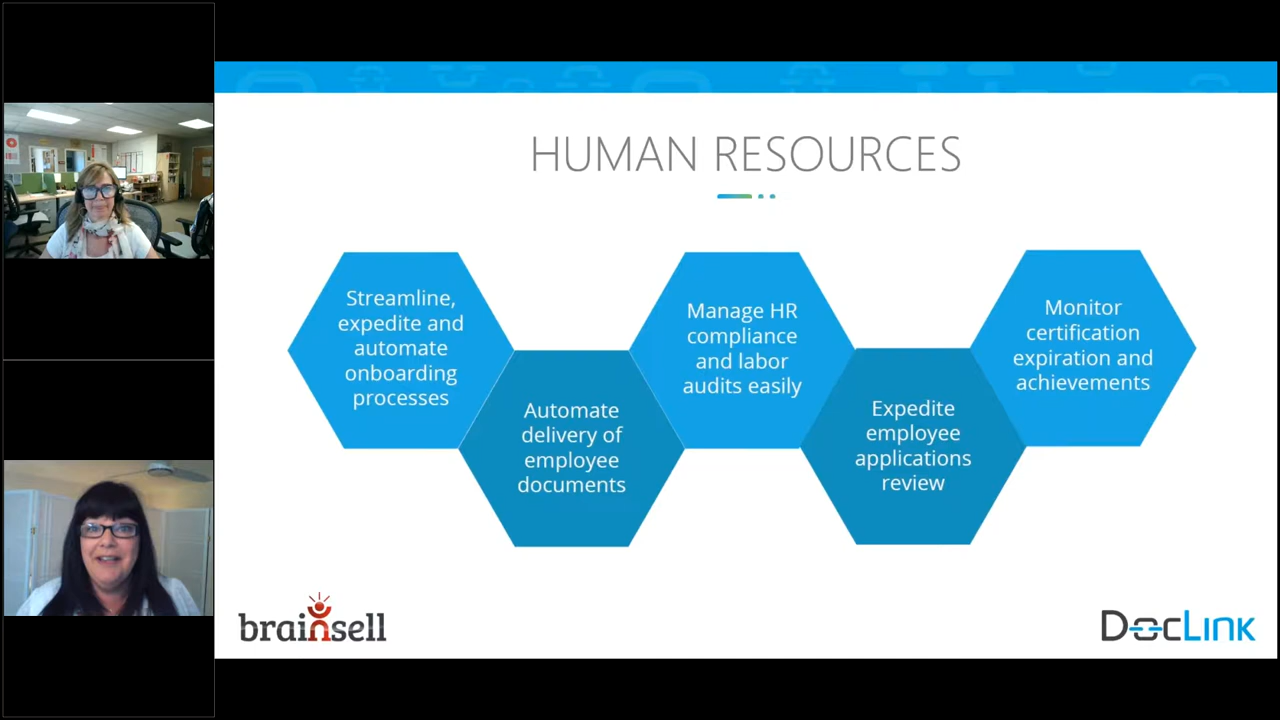 HUMAN RESOURCES
Streamline,
expedite and
automate
onboarding
processes
Automate
delivery of
employee
documents
Manage HR
compliance
and labor
audits easily
Expedite
employee
applications
review
Monitor
certification
expiration and
achievements
brainsell
DocLink